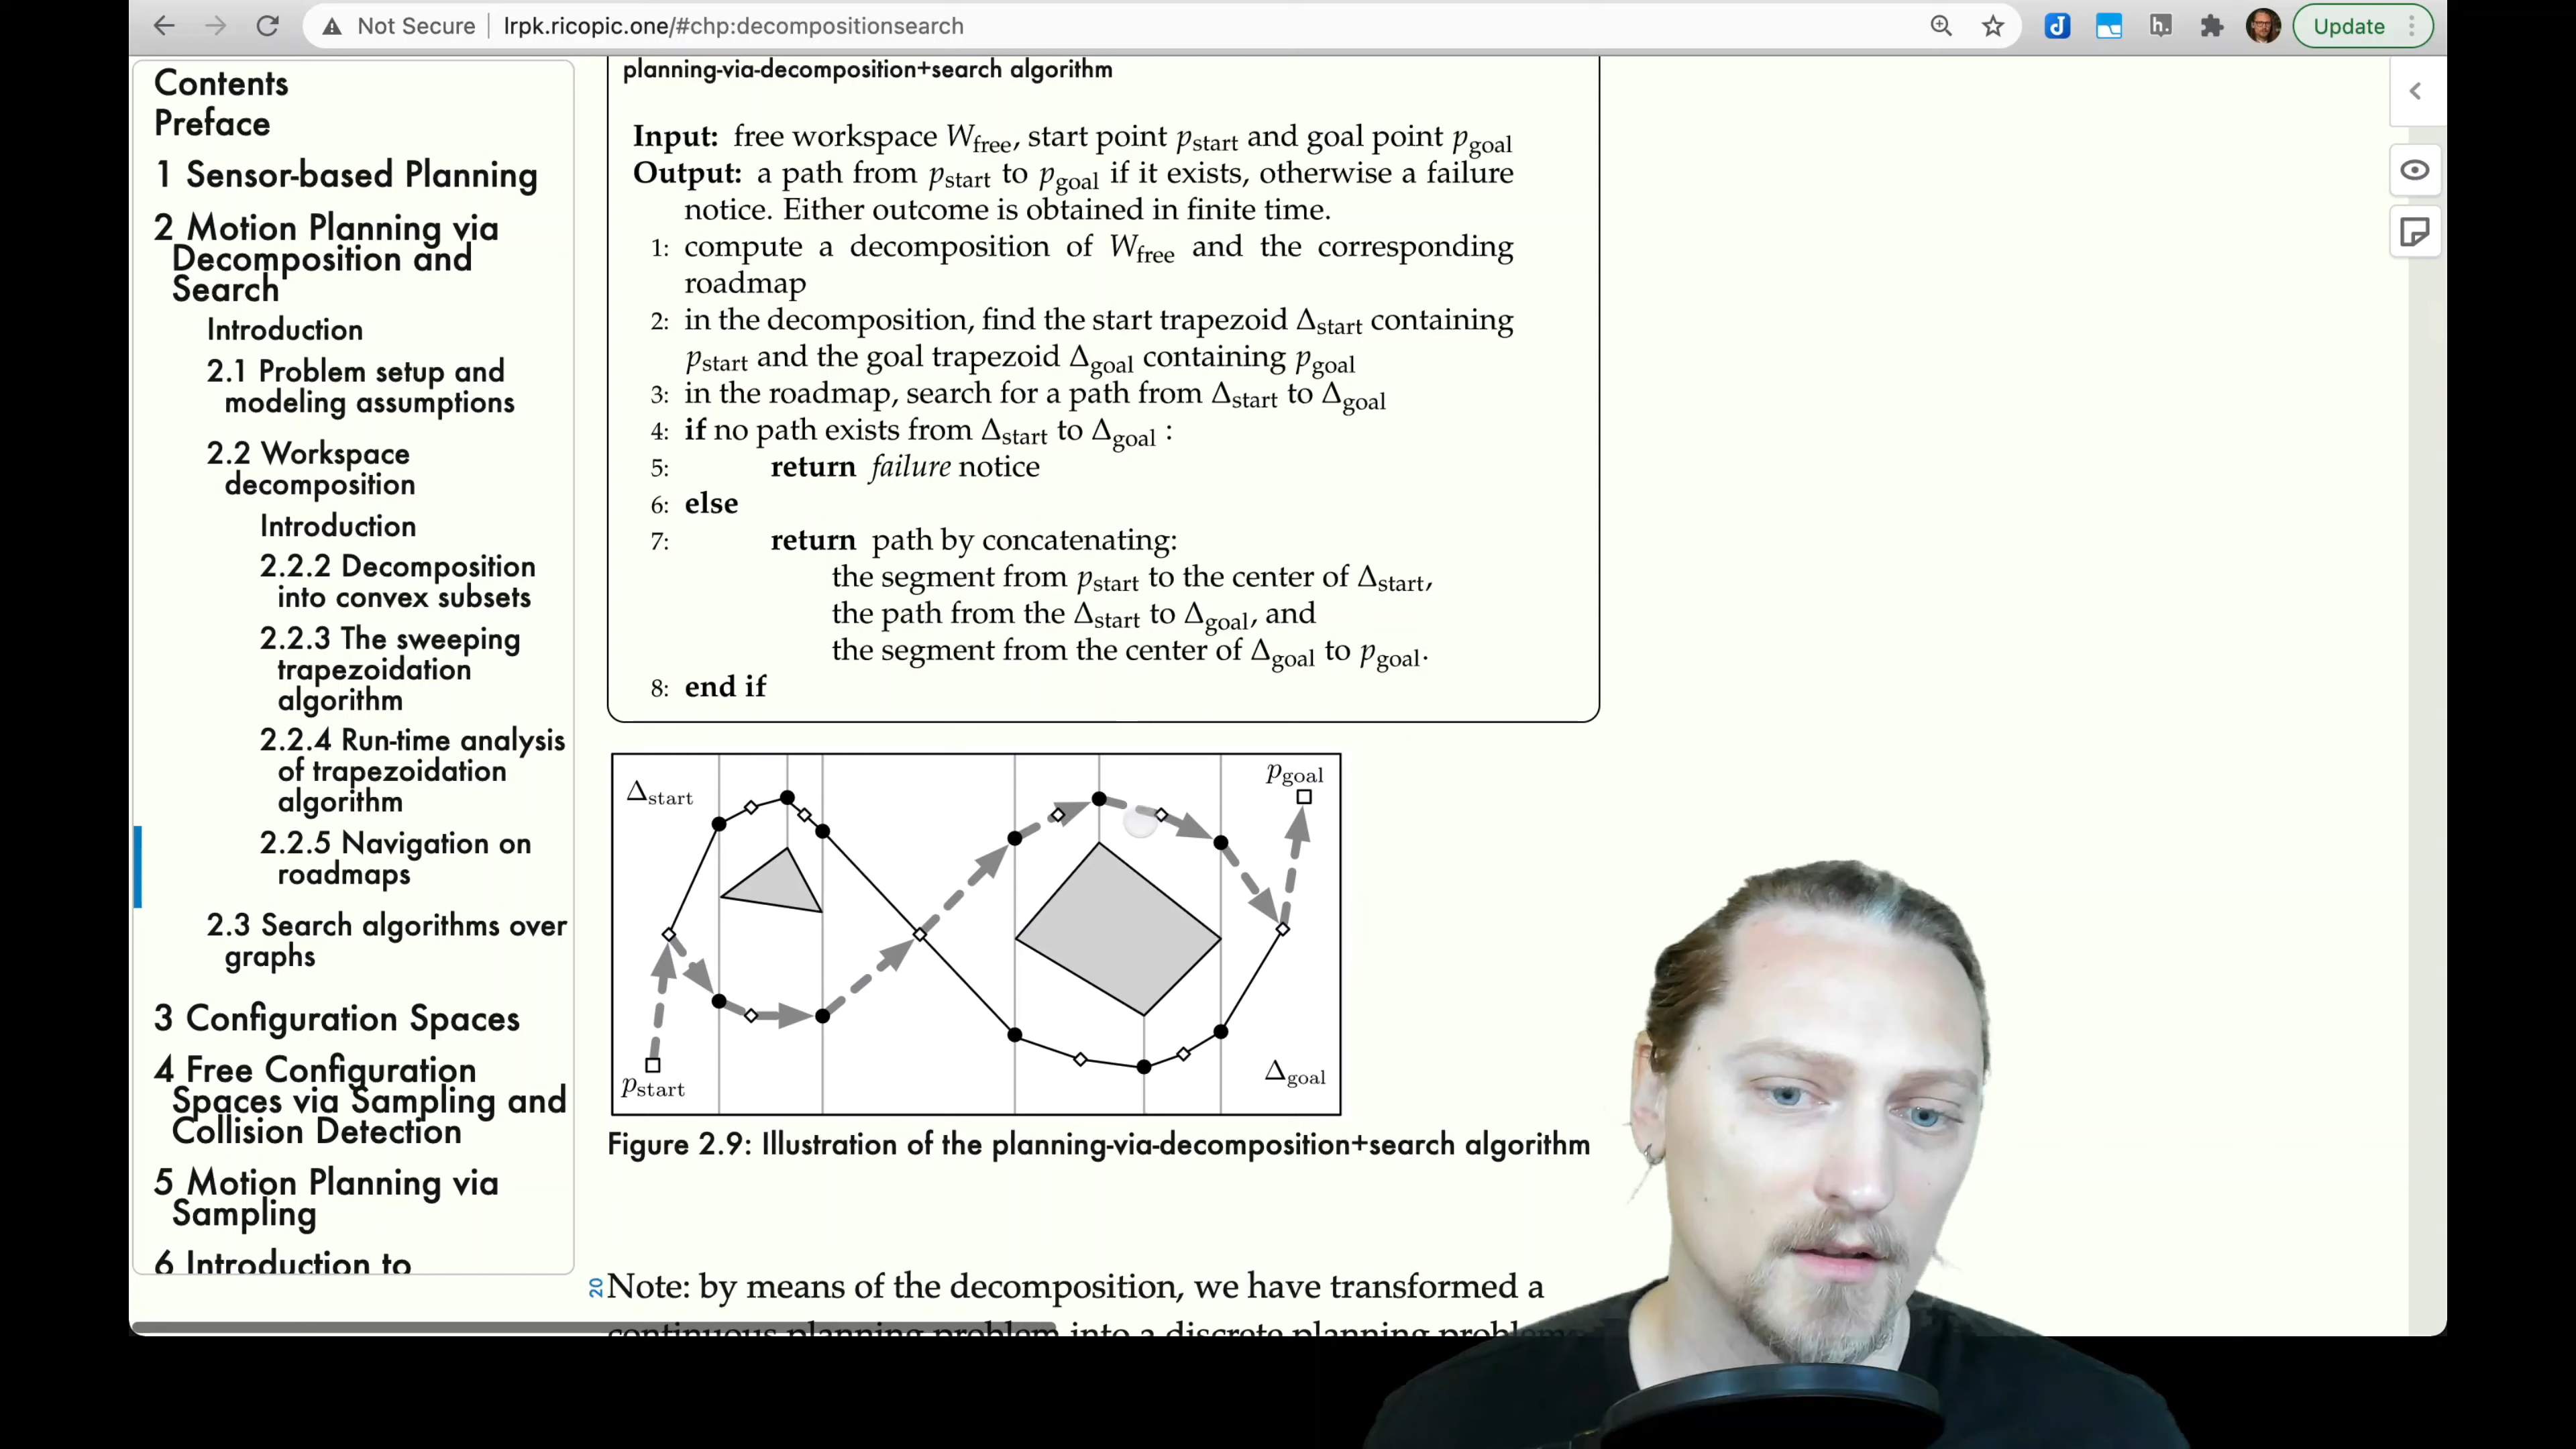 Not Secure | lrpk.ricopic.one/#chp:decompositionsearch
Update
Contents
Preface
1 Sensor-based Planning
2 Motion Planning via
Decomposition and
Search
Introduction
2.1 Problem setup and
modeling assumptions
2.2 Workspace
decomposition
Introduction
2.2.2 Decomposition
into convex subsets
2.2.3 The sweeping
trapezoidation
algorithm
2.2.4 Run-time analysis
of trapezoidation
algorithm
2.2.5 Navigation on
roadmaps
2.3 Search algorithms over
graphs
3 Configuration Spaces
4 Free Configuration
Spaces via Sampling and
Collision Detection
5 Motion Planning via
Sampling
6 Introduction to
planning-via-decomposition+search algorithm
Input: free workspace W_free, start point p_start and goal point p_goal
Output: a path from p_start to p_goal if it exists, otherwise a failure
notice. Either outcome is obtained in finite time.
1: compute a decomposition of W_free and the corresponding
roadmap
2: in the decomposition, find the start trapezoid Δ_start containing
p_start and the goal trapezoid Δ_goal containing p_goal
3: in the roadmap, search for a path from Δ_start to Δ_goal
4: if no path exists from Δ_start to Δ_goal :
5: return failure notice
6: else
7: return path by concatenating:
the segment from p_start to the center of Δ_start,
the path from the Δ_start to Δ_goal, and
the segment from the center of Δ_goal to p_goal.
8: end if
Δ_start
p_goal
p_start
Δ_goal
Figure 2.9: Illustration of the planning-via-decomposition+search algorithm
20
Note: by means of the decomposition, we have transformed a
continuous planning problem into a discrete planning problem